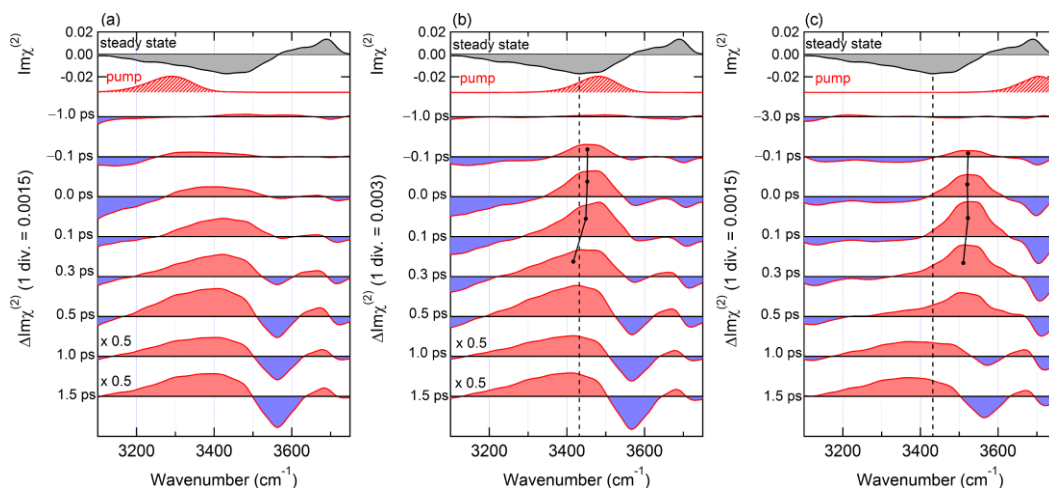 (a)
0.02
0.00
-0.02
Imχ(2)
steady state
pump
−1.0 ps
−0.1 ps
0.0 ps
0.1 ps
0.3 ps
0.5 ps
x 0.5
1.0 ps
x 0.5
1.5 ps
ΔImχ(2) (1 div. = 0.0015)
3200 3400 3600
Wavenumber (cm-1)
(b)
0.02
0.00
-0.02
Imχ(2)
steady state
pump
−1.0 ps
−0.1 ps
0.0 ps
0.1 ps
0.3 ps
0.5 ps
x 0.5
1.0 ps
x 0.5
1.5 ps
ΔImχ(2) (1 div. = 0.003)
3200 3400 3600
Wavenumber (cm-1)
(c)
0.02
0.00
-0.02
Imχ(2)
steady state
pump
−3.0 ps
−0.1 ps
0.0 ps
0.1 ps
0.3 ps
0.5 ps
1.0 ps
1.5 ps
ΔImχ(2) (1 div. = 0.0015)
3200 3400 3600
Wavenumber (cm-1)